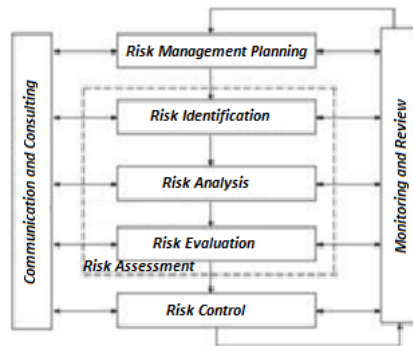 Risk Management Planning
Risk Identification
Risk Analysis
Risk Evaluation
Risk Assessment
Risk Control
Communication and Consulting
Monitoring and Review